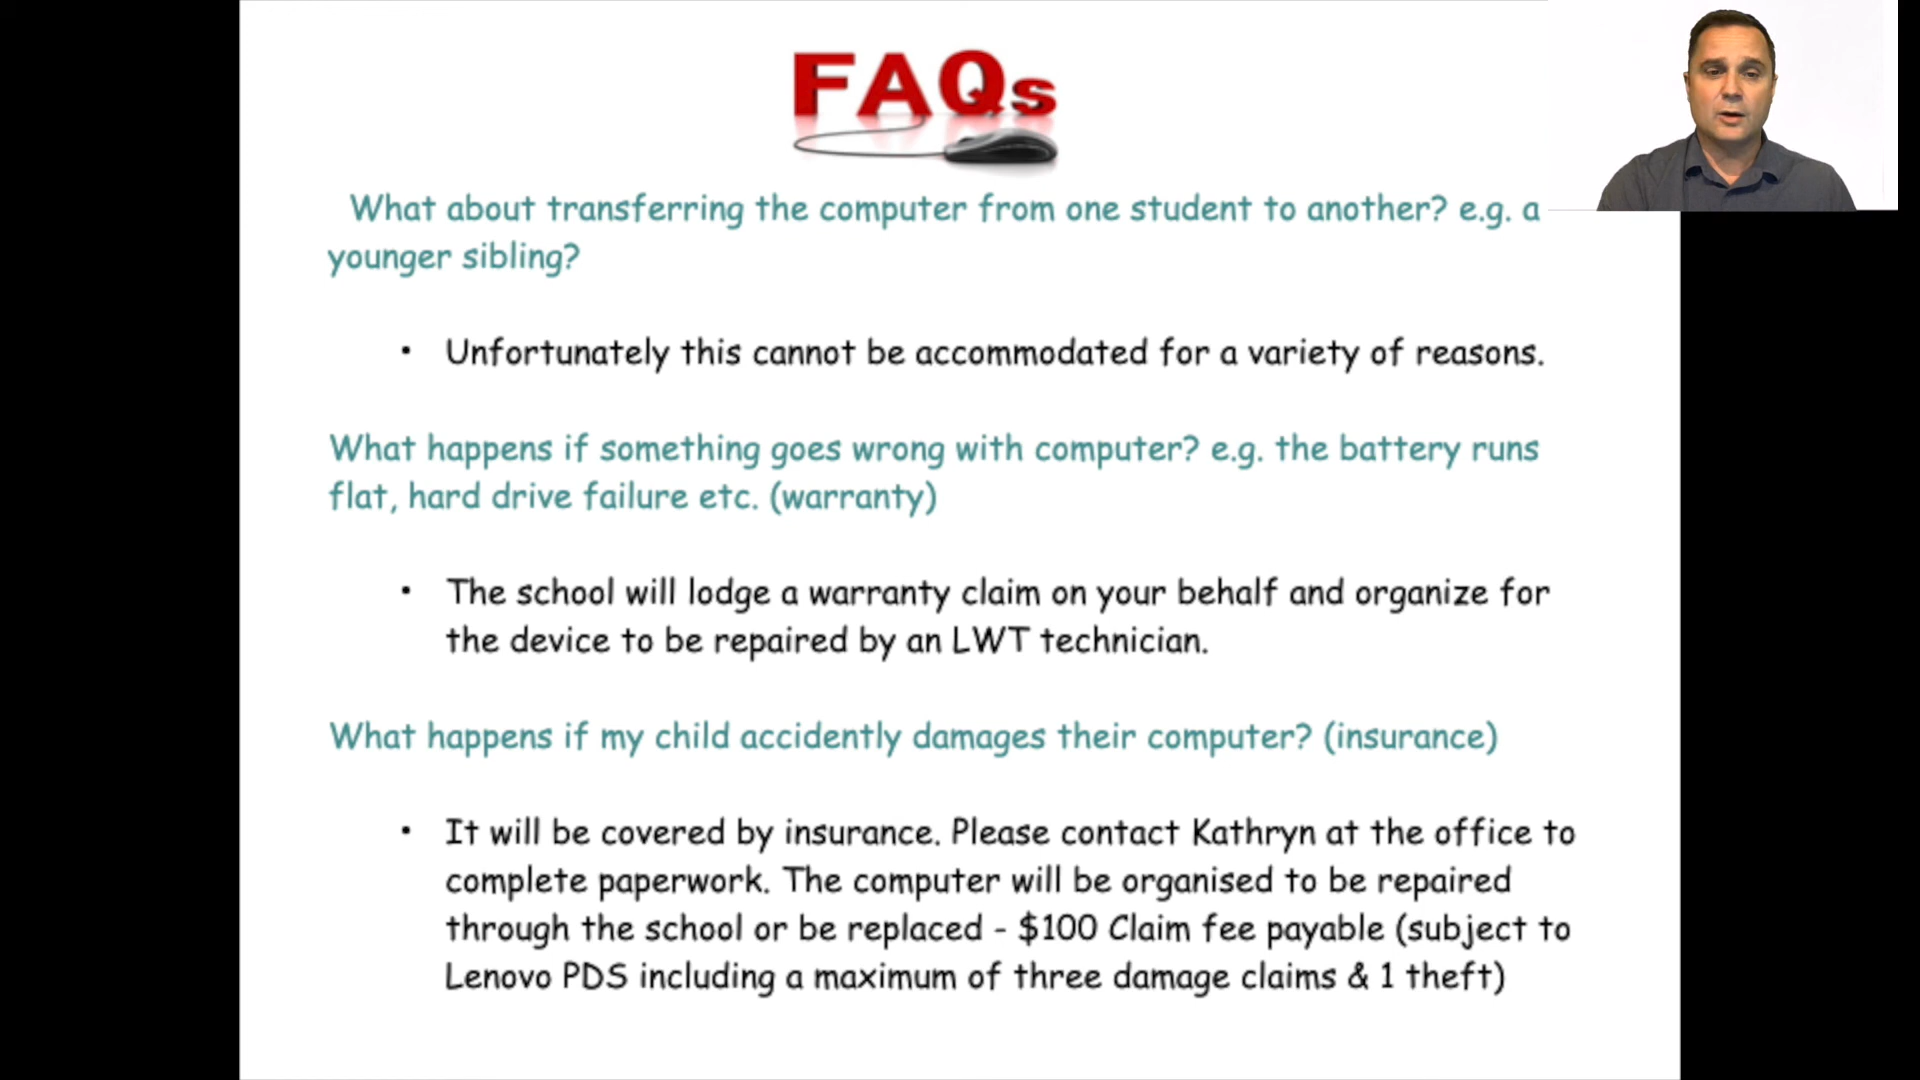 FAQs
What about transferring the computer from one student to another? e.g. a
younger sibling?
• Unfortunately this cannot be accommodated for a variety of reasons.
What happens if something goes wrong with computer? e.g. the battery runs
flat, hard drive failure etc. (warranty)
• The school will lodge a warranty claim on your behalf and organize for
the device to be repaired by an LWT technician.
What happens if my child accidently damages their computer? (insurance)
• It will be covered by insurance. Please contact Kathryn at the office to
complete paperwork. The computer will be organised to be repaired
through the school or be replaced - $100 Claim fee payable (subject to
Lenovo PDS including a maximum of three damage claims & 1 theft)